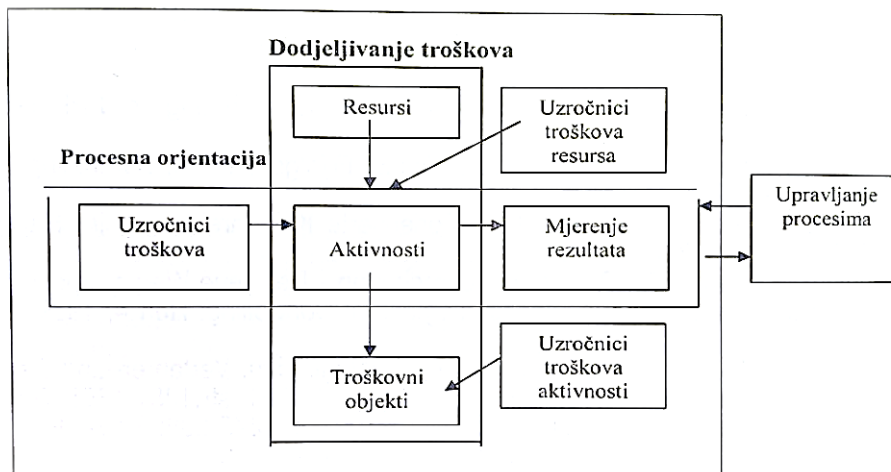 Dodjeljivanje troškova
Resursi
Uzročnici
troškova
resursa
Procesna orjentacija
Uzročnici
troškova
Aktivnosti
Mjerenje
rezultata
Upravljanje
procesima
Troškovni
objekti
Uzročnici
troškova
aktivnosti